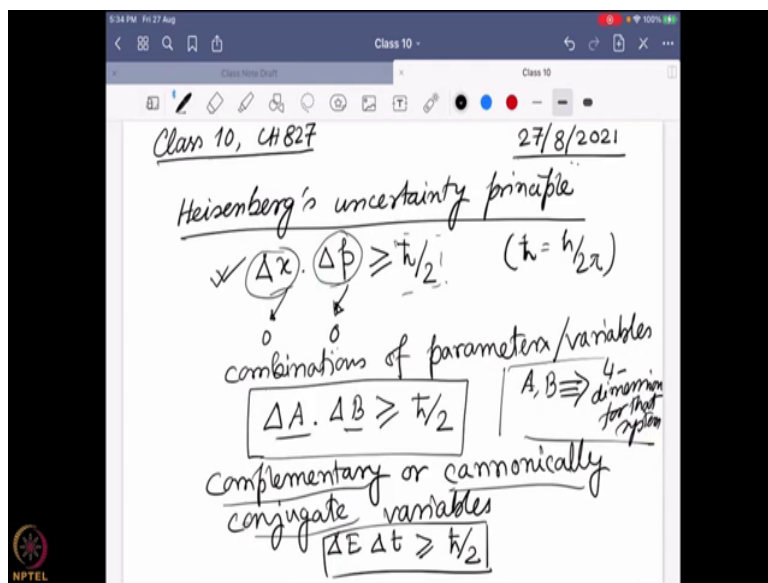 5:34 PM Fri 27 Aug
100%
Class 10
Class Note Draft
Class 10
Class 10, CH827 27/8/2021
Heisenberg's uncertainty principle
Δx . Δp ≥ ħ/2 (ħ = h/2π)
0 0
combinations of parameters/variables
ΔA . ΔB ≥ ħ/2
A, B ⇒ 4-
dimension
for that
system
complementary or cannonically
conjugate variables
ΔE Δt ≥ ħ/2
NPTEL